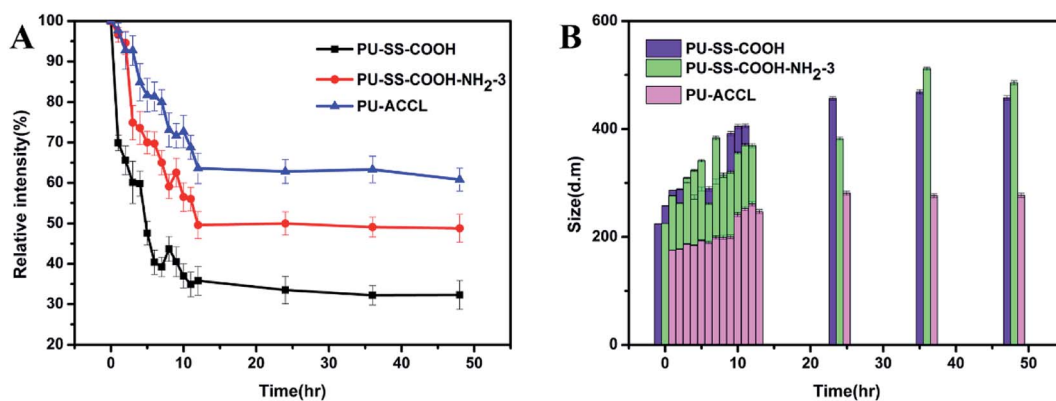 A
PU-SS-COOH
PU-SS-COOH-NH₂-3
PU-ACCL
Relative intensity(%)
100
90
80
70
60
50
40
30
20
0
10
20
30
40
50
Time(hr)
B
PU-SS-COOH
PU-SS-COOH-NH₂-3
PU-ACCL
Size(d.m)
600
400
200
0
0
10
20
30
40
50
Time(hr)